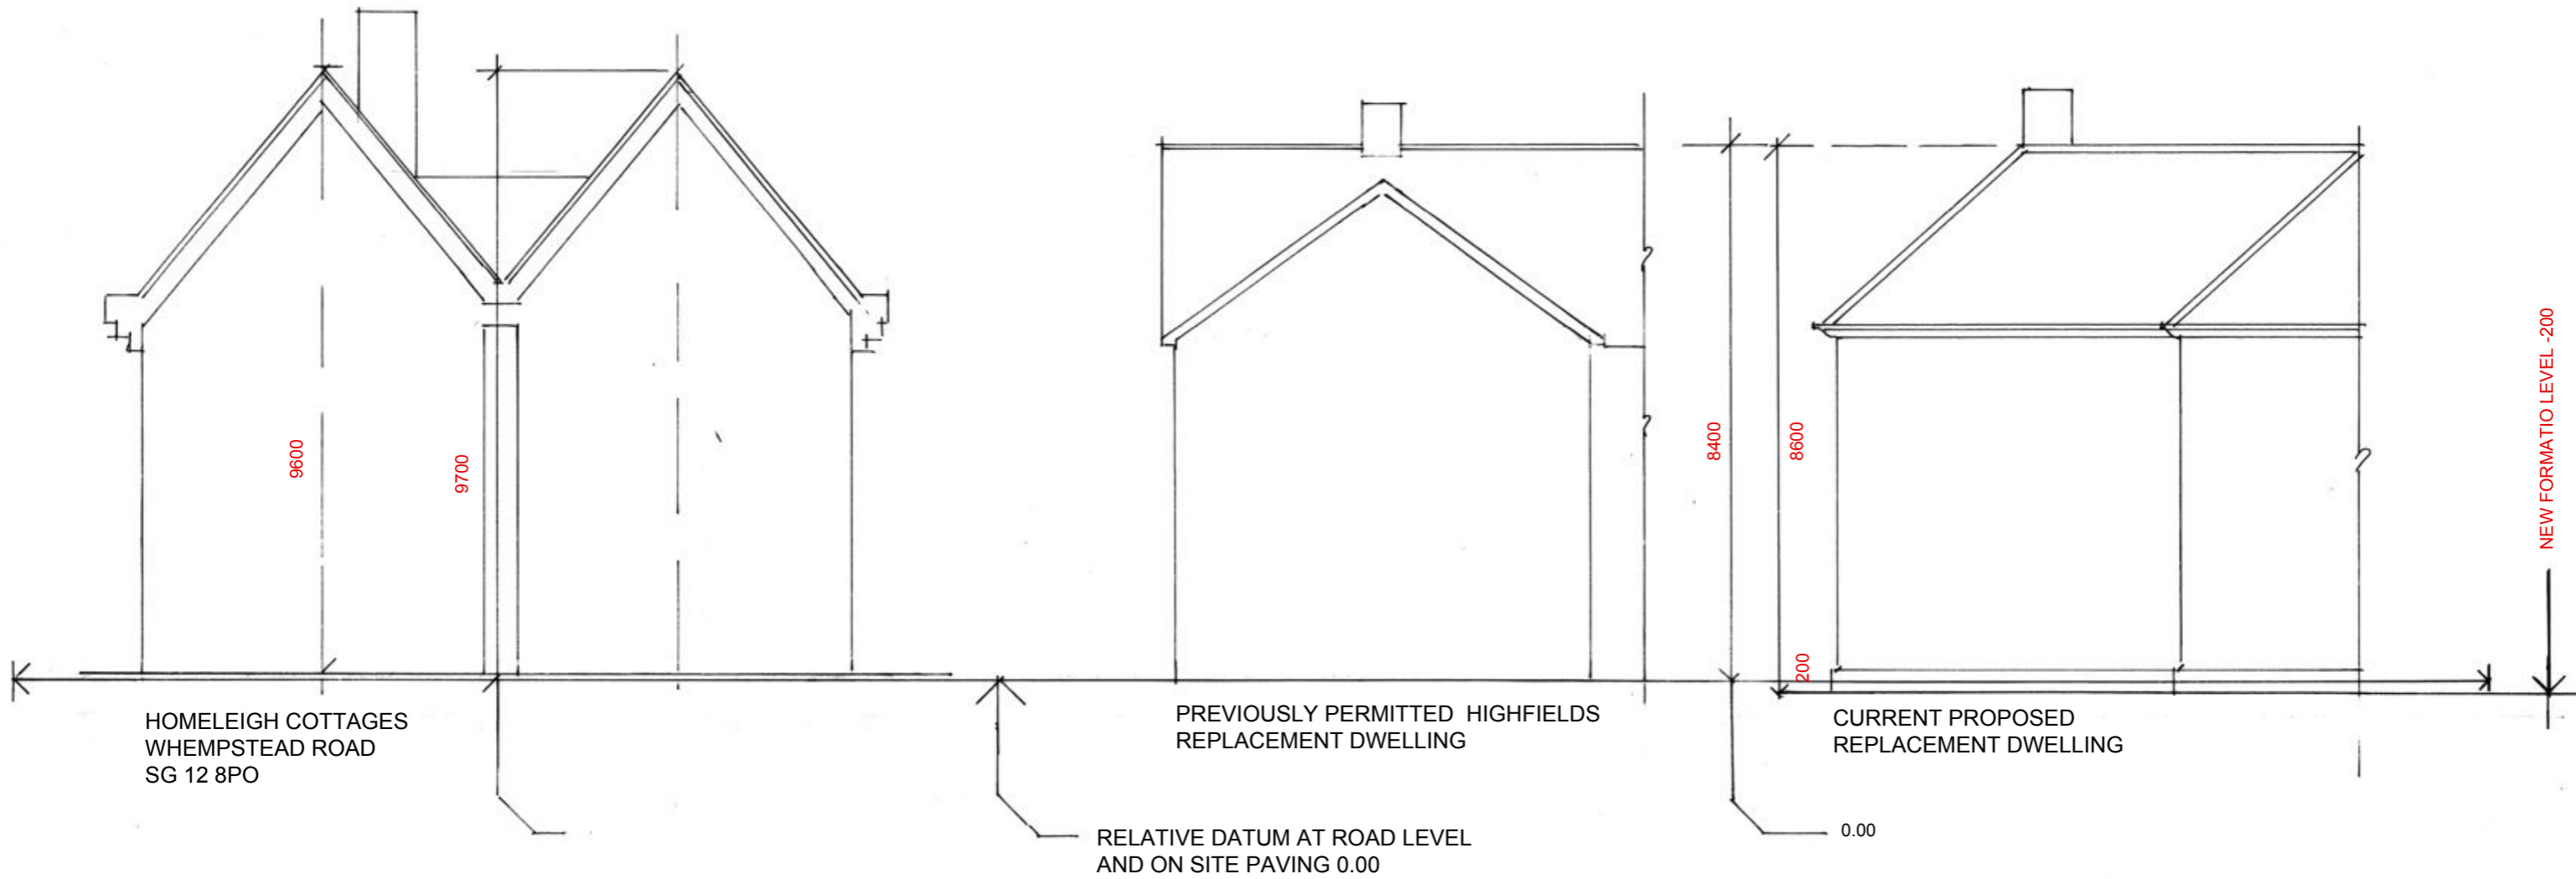 9600
9700
8400
8600
200
NEW FORMATIO LEVEL -200
HOMELEIGH COTTAGES
WHEMPSTEAD ROAD
SG 12 8PO
PREVIOUSLY PERMITTED HIGHFIELDS
REPLACEMENT DWELLING
CURRENT PROPOSED
REPLACEMENT DWELLING
RELATIVE DATUM AT ROAD LEVEL
AND ON SITE PAVING 0.00
0.00